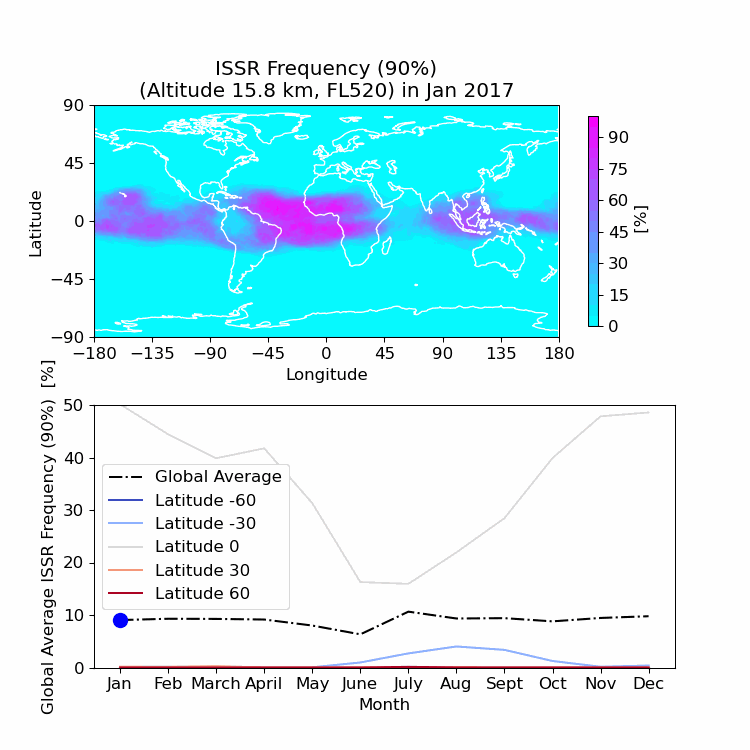 ISSR Frequency (90%)
(Altitude 15.8 km, FL520) in Jan 2017
90
45
0
−45
−90
Latitude
−180 −135 −90 −45 0 45 90 135 180
Longitude
90
75
60
45
30
15
0
[%]
50
40
30
20
10
0
Global Average ISSR Frequency (90%) [%]
Global Average
Latitude -60
Latitude -30
Latitude 0
Latitude 30
Latitude 60
Jan Feb March April May June July Aug Sept Oct Nov Dec
Month